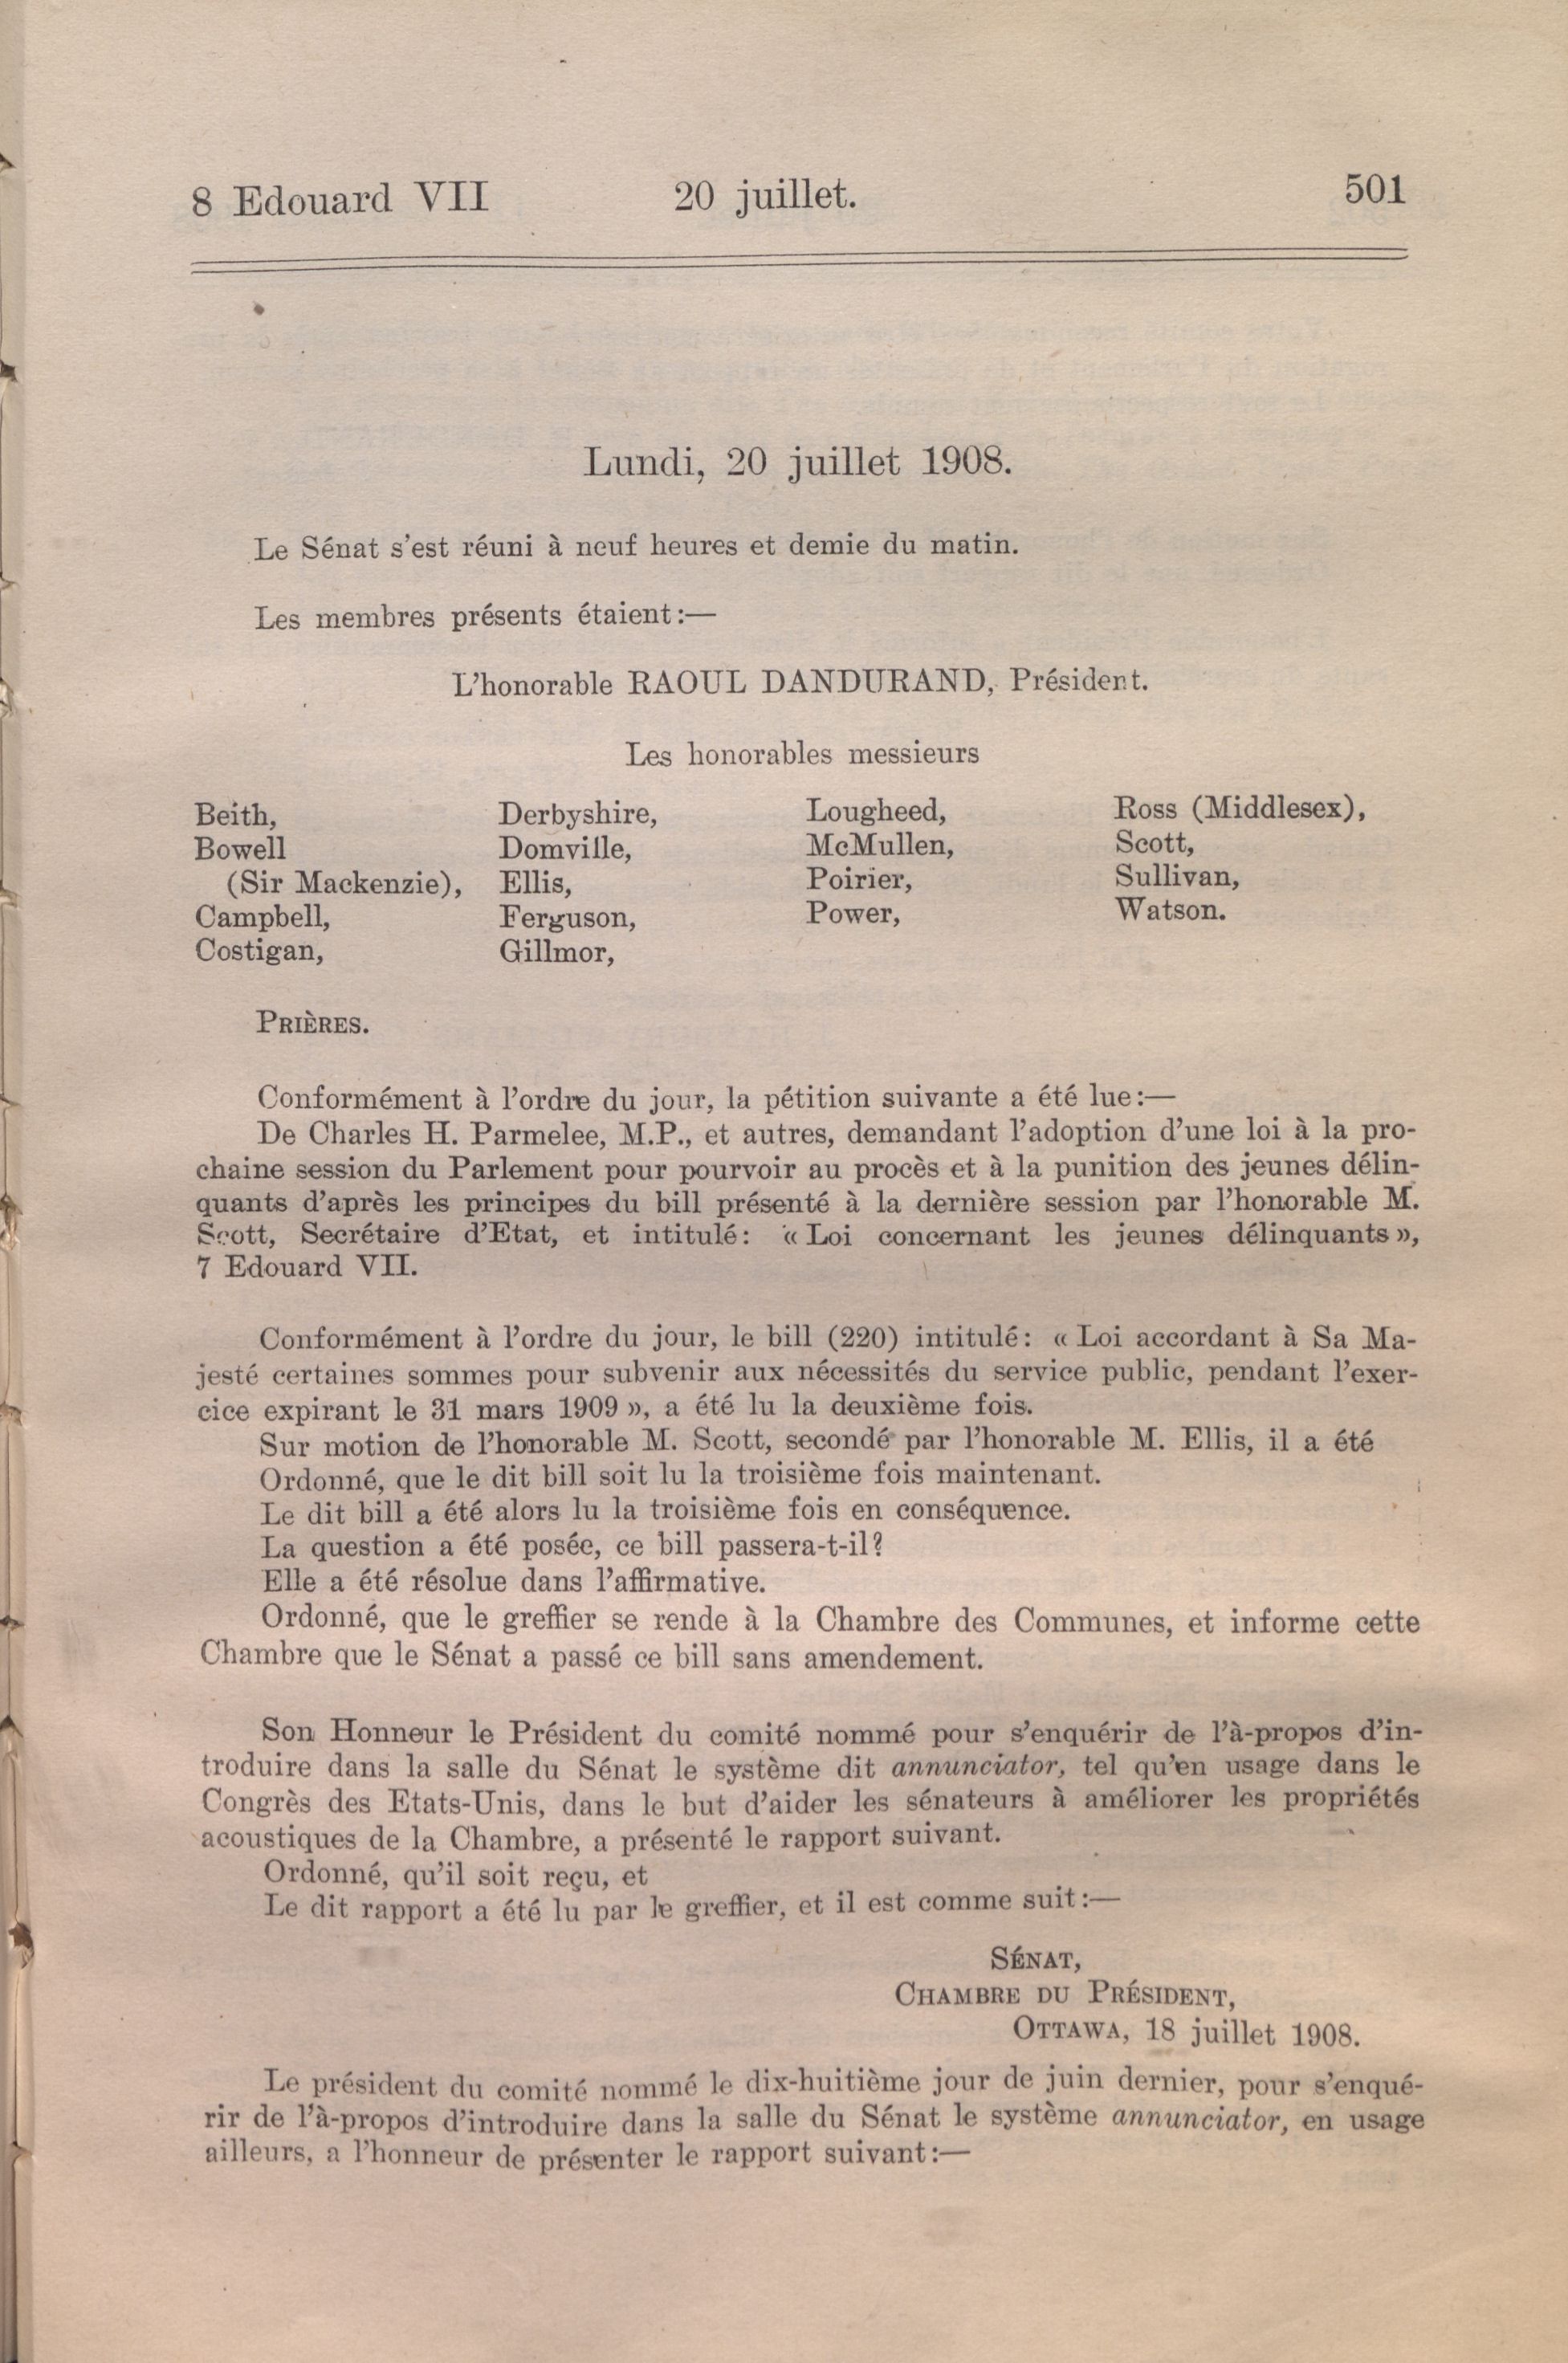 8 Edouard VII 20 juillet. 501
Lundi, 20 juillet 1908.
Le Sénat s'est réuni à neuf heures et demie du matin.
Les membres présents étaient:—
L'honorable RAOUL DANDURAND, Président.
Les honorables messieurs
Beith, Derbyshire, Lougheed, Ross (Middlesex),
Bowell Domville, McMullen, Scott,
(Sir Mackenzie), Ellis, Poirier, Sullivan,
Campbell, Ferguson, Power, Watson.
Costigan, Gillmor,
PRIÈRES.
Conformément à l'ordre du jour, la pétition suivante a été lue:—
De Charles H. Parmelee, M.P., et autres, demandant l'adoption d'une loi à la pro-
chaine session du Parlement pour pourvoir au procès et à la punition des jeunes délin-
quants d'après les principes du bill présenté à la dernière session par l'honorable M.
Scott, Secrétaire d'Etat, et intitulé: « Loi concernant les jeunes délinquants »,
7 Edouard VII.
Conformément à l'ordre du jour, le bill (220) intitulé: « Loi accordant à Sa Ma-
jesté certaines sommes pour subvenir aux nécessités du service public, pendant l'exer-
cice expirant le 31 mars 1909 », a été lu la deuxième fois.
Sur motion de l'honorable M. Scott, secondé par l'honorable M. Ellis, il a été
Ordonné, que le dit bill soit lu la troisième fois maintenant.
Le dit bill a été alors lu la troisième fois en conséquence.
La question a été posée, ce bill passera-t-il?
Elle a été résolue dans l'affirmative.
Ordonné, que le greffier se rende à la Chambre des Communes, et informe cette
Chambre que le Sénat a passé ce bill sans amendement.
Son Honneur le Président du comité nommé pour s'enquérir de l'à-propos d'in-
troduire dans la salle du Sénat le système dit annunciator, tel qu'en usage dans le
Congrès des Etats-Unis, dans le but d'aider les sénateurs à améliorer les propriétés
acoustiques de la Chambre, a présenté le rapport suivant.
Ordonné, qu'il soit reçu, et
Le dit rapport a été lu par le greffier, et il est comme suit:—
SÉNAT,
CHAMBRE DU PRÉSIDENT,
OTTAWA, 18 juillet 1908.
Le président du comité nommé le dix-huitième jour de juin dernier, pour s'enqué-
rir de l'à-propos d'introduire dans la salle du Sénat le système annunciator, en usage
ailleurs, a l'honneur de présenter le rapport suivant:—